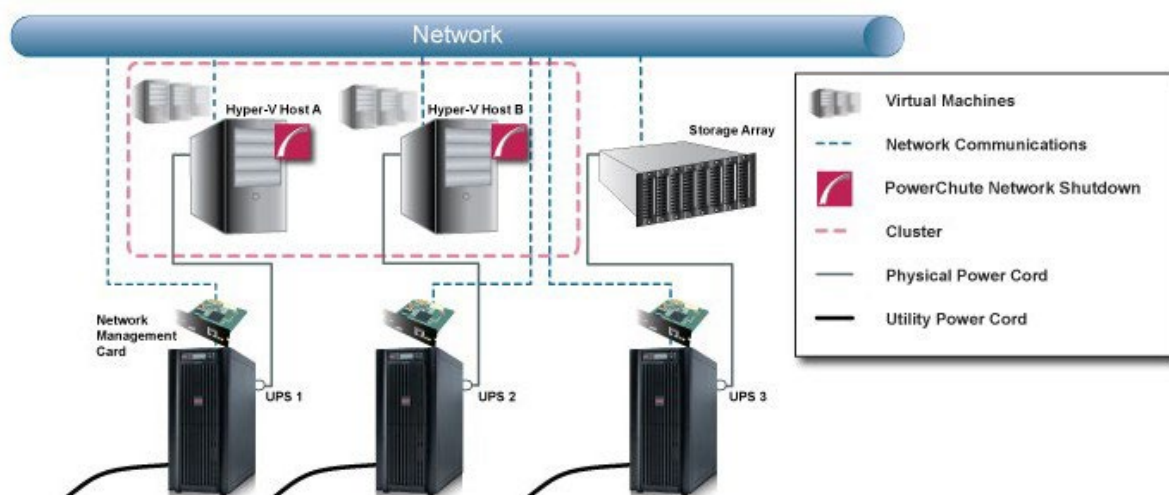 Network
Hyper-V Host A
Hyper-V Host B
Storage Array
Network
Management
Card
UPS 1
UPS 2
UPS 3
Virtual Machines
Network Communications
PowerChute Network Shutdown
Cluster
Physical Power Cord
Utility Power Cord